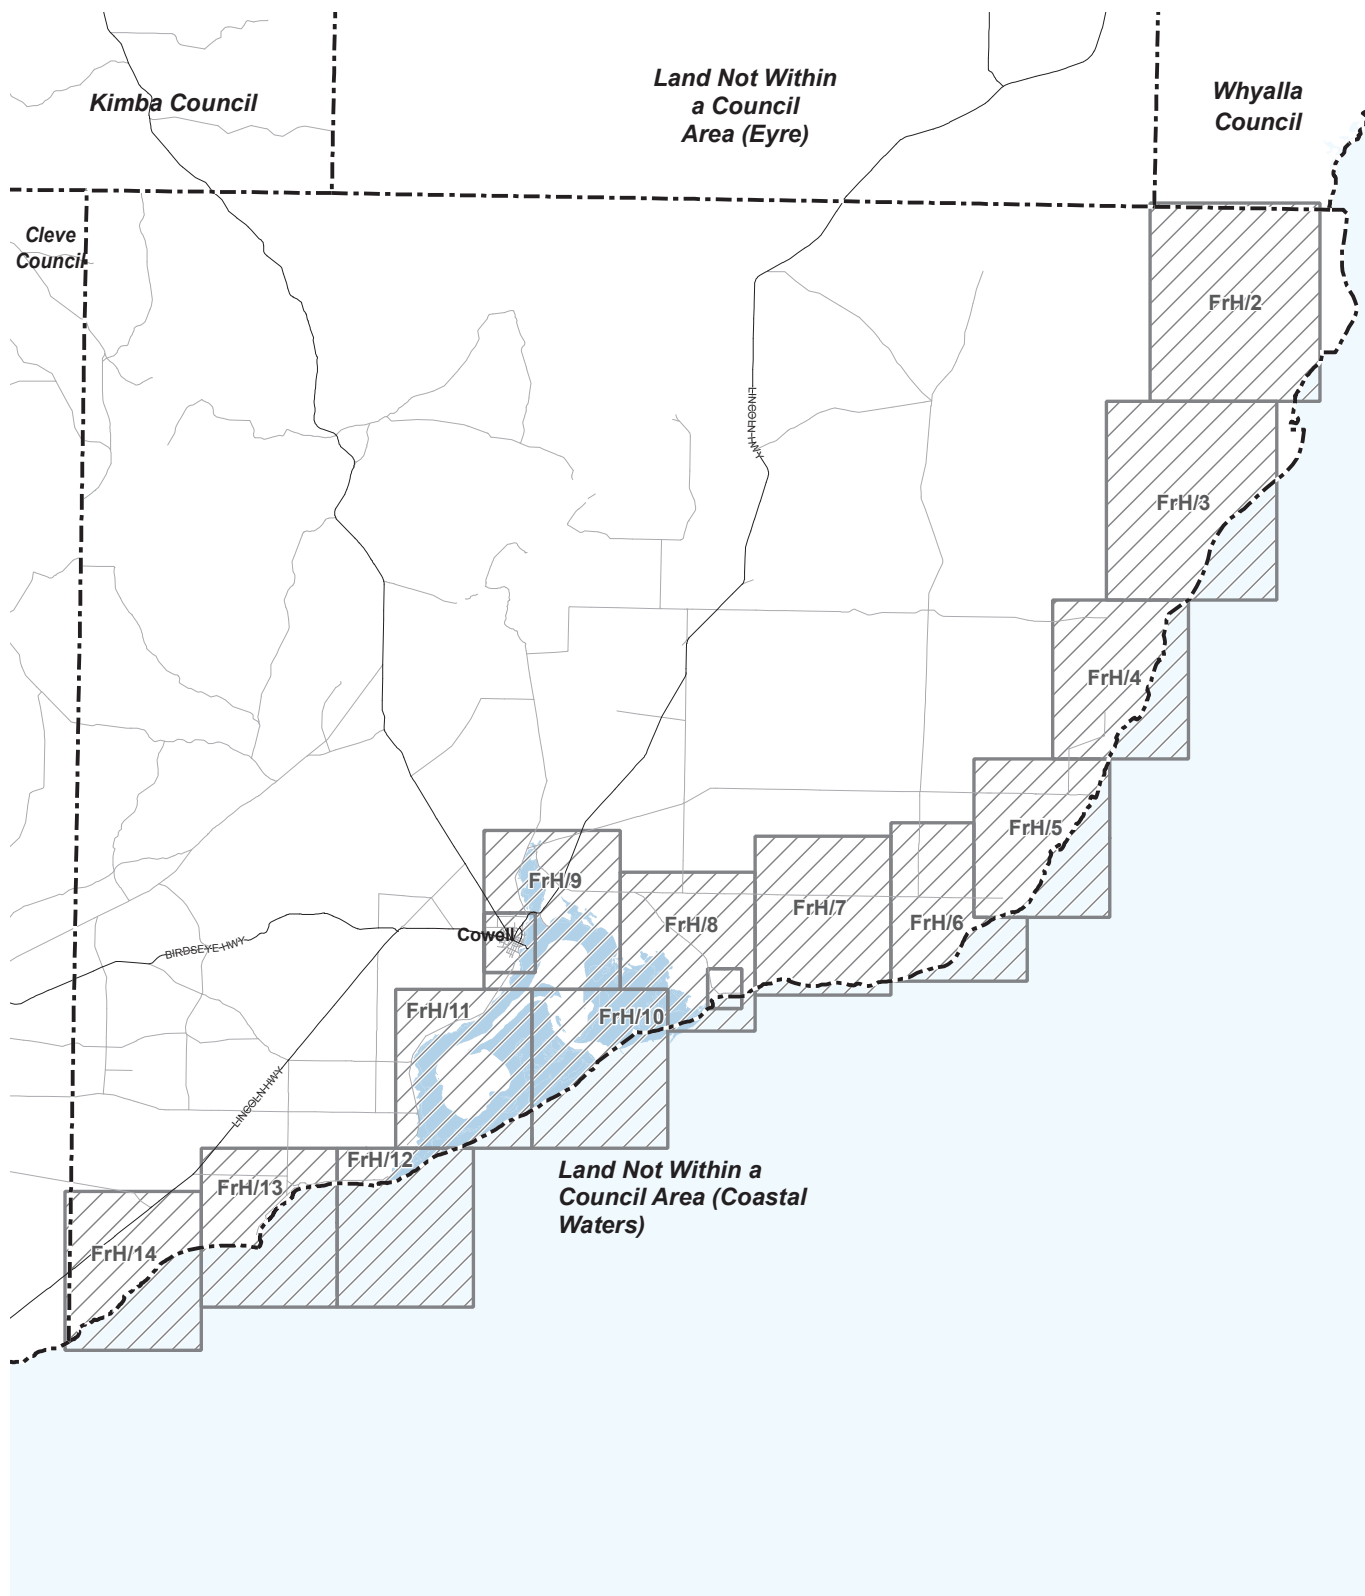 Kimba Council
Land Not Within
a Council
Area (Eyre)
Whyalla
Council
Cleve
Council
FrH/2
LINCOLN HWY
FrH/3
FrH/4
FrH/5
FrH/9
FrH/7
FrH/8
FrH/6
Cowell
BIRDSEYE HWY
FrH/11
FrH/10
LINCOLN HWY
FrH/12
FrH/13
Land Not Within a
Council Area (Coastal
Waters)
FrH/14